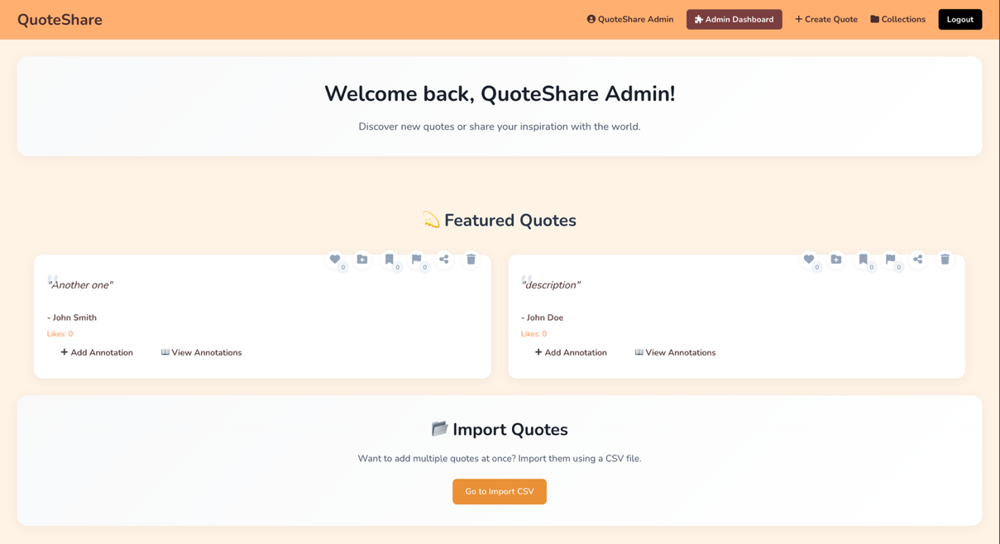 QuoteShare
QuoteShare Admin
Admin Dashboard
Create Quote
Collections
Logout
Welcome back, QuoteShare Admin!
Discover new quotes or share your inspiration with the world.
Featured Quotes
0
0
0
"
"Another one"
- John Smith
Likes: 0
+ Add Annotation
View Annotations
0
0
0
"
"description"
- John Doe
Likes: 0
+ Add Annotation
View Annotations
Import Quotes
Want to add multiple quotes at once? Import them using a CSV file.
Go to Import CSV